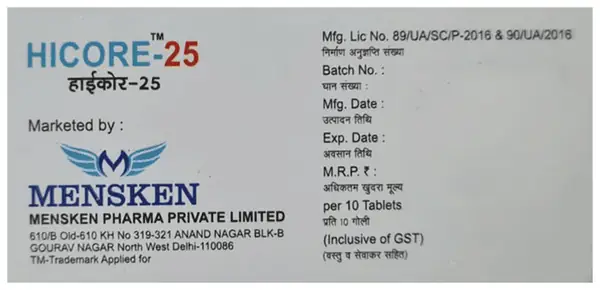 HICORE-25™
हाईकोर-25
Marketed by :
MENSKEN
MENSKEN PHARMA PRIVATE LIMITED
610/B Old-610 KH No 319-321 ANAND NAGAR BLK-B
GOURAV NAGAR North West Delhi-110086
TM-Trademark Applied for
Mfg. Lic No. 89/UA/SC/P-2016 & 90/UA/2016
निर्माण अनुज्ञप्ति संख्या
Batch No. :
घान संख्या :
Mfg. Date :
उत्पादन तिथि
Exp. Date :
अवसान तिथि
M.R.P. ₹ :
अधिकतम खुदरा मूल्य
per 10 Tablets
प्रति 10 गोली
(Inclusive of GST)
(वस्तु व सेवाकर सहित)